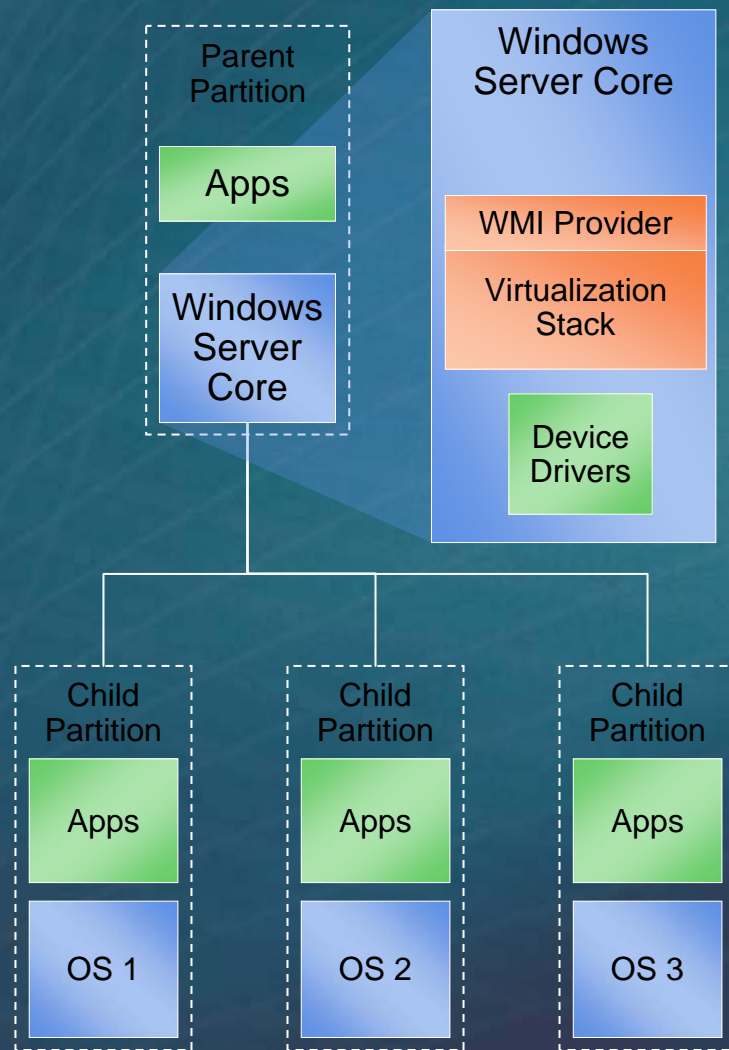 Parent
Partition
Apps
Windows
Server
Core
Windows
Server Core
WMI Provider
Virtualization
Stack
Device
Drivers
Child
Partition
Apps
OS 1
Child
Partition
Apps
OS 2
Child
Partition
Apps
OS 3